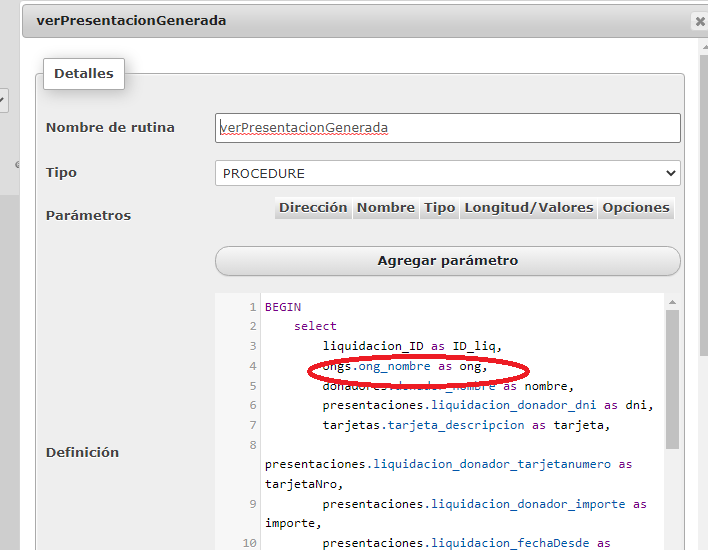 verPresentacionGenerada
Detalles
Nombre de rutina
verPresentacionGenerada
Tipo
PROCEDURE
Parámetros
Dirección Nombre Tipo Longitud/Valores Opciones
Agregar parámetro
Definición
1 BEGIN
2 select
3 liquidacion_ID as ID_liq,
4 ongs.ong_nombre as ong,
5 donadores.donador_nombre as nombre,
6 presentaciones.liquidacion_donador_dni as dni,
7 tarjetas.tarjeta_descripcion as tarjeta,
8
presentaciones.liquidacion_donador_tarjetanumero as
tarjetaNro,
9 presentaciones.liquidacion_donador_importe as
importe,
10 presentaciones.liquidacion_fechaDesde as